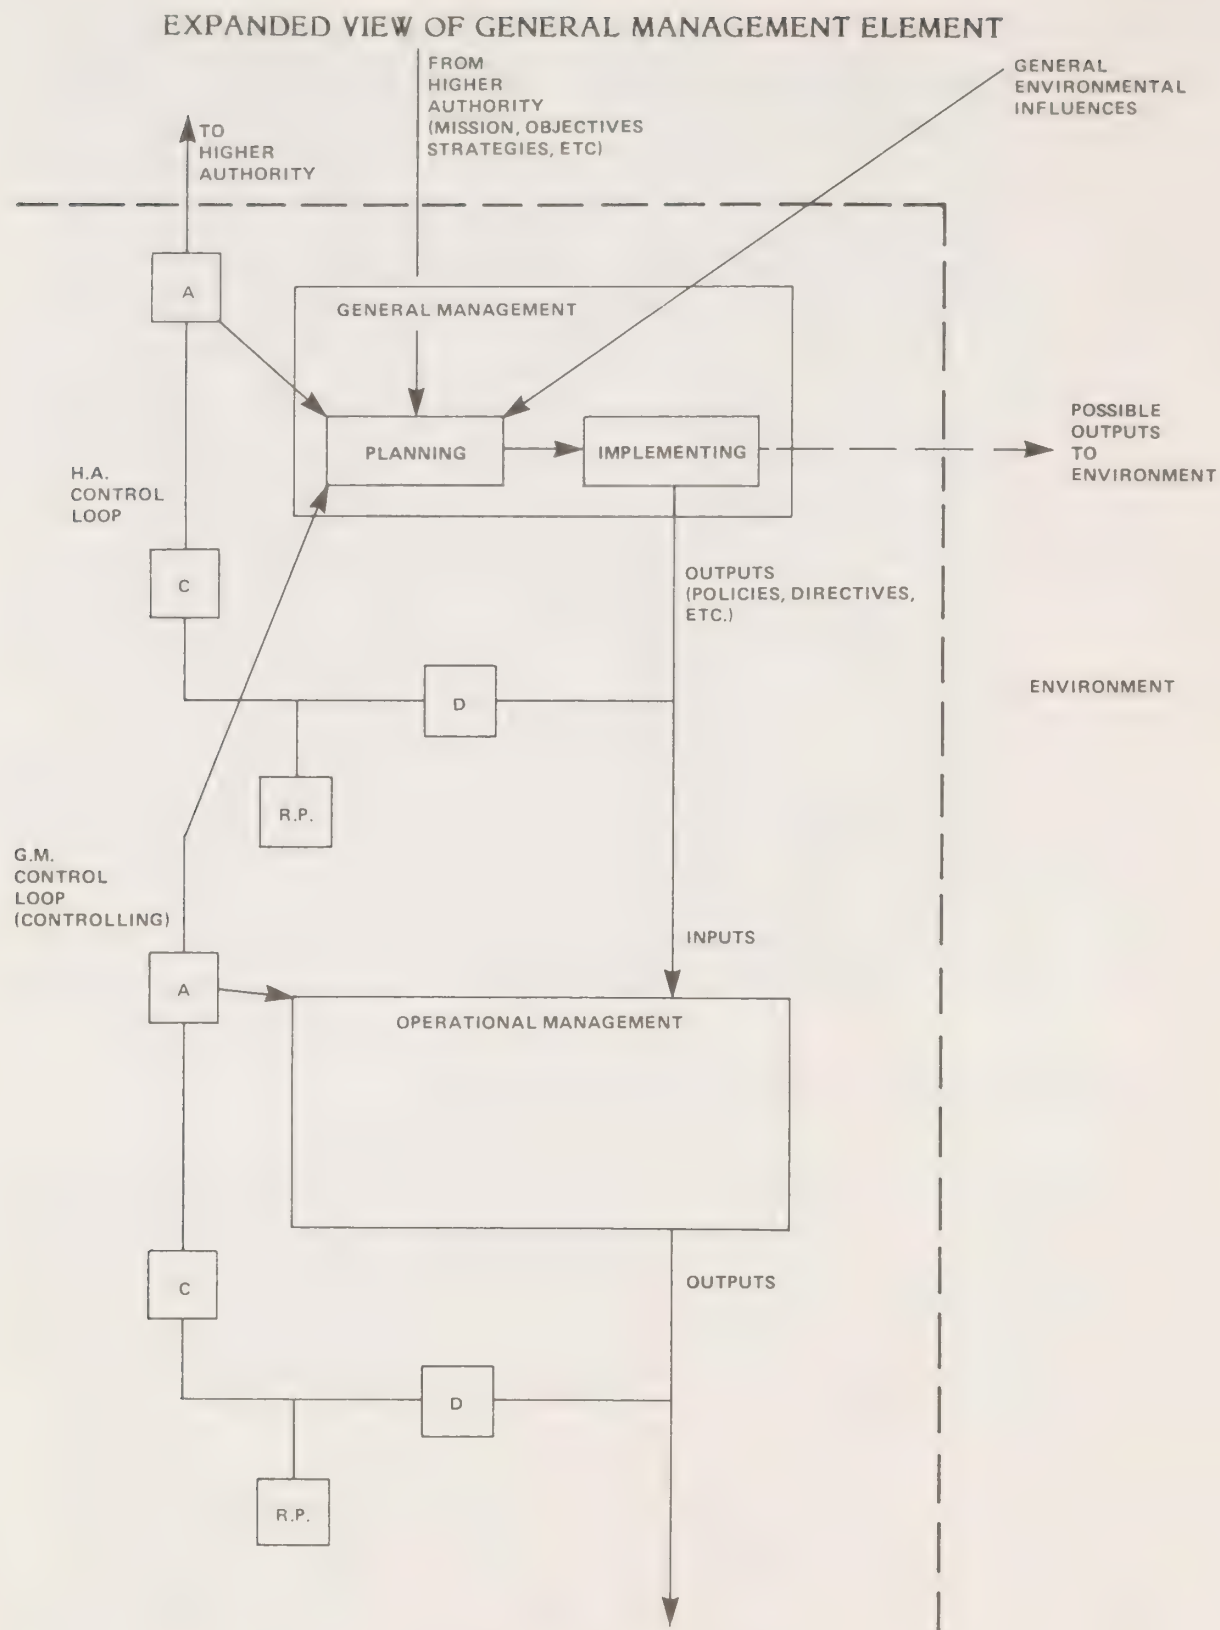 EXPANDED VIEW OF GENERAL MANAGEMENT ELEMENT
FROM
HIGHER
AUTHORITY
(MISSION, OBJECTIVES
STRATEGIES, ETC)
GENERAL
ENVIRONMENTAL
INFLUENCES
TO
HIGHER
AUTHORITY
A
GENERAL MANAGEMENT
PLANNING
IMPLEMENTING
POSSIBLE
OUTPUTS
TO
ENVIRONMENT
H.A.
CONTROL
LOOP
C
OUTPUTS
(POLICIES, DIRECTIVES,
ETC.)
D
ENVIRONMENT
R.P.
G.M.
CONTROL
LOOP
(CONTROLLING)
INPUTS
A
OPERATIONAL MANAGEMENT
C
OUTPUTS
D
R.P.